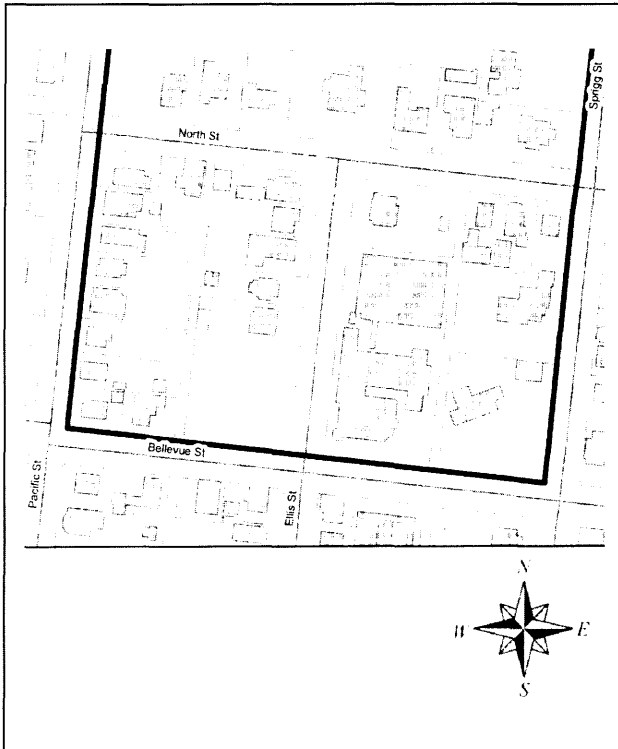 Sprigg St
North St
Bellevue St
Pacific St
Ellis St
N
W E
S